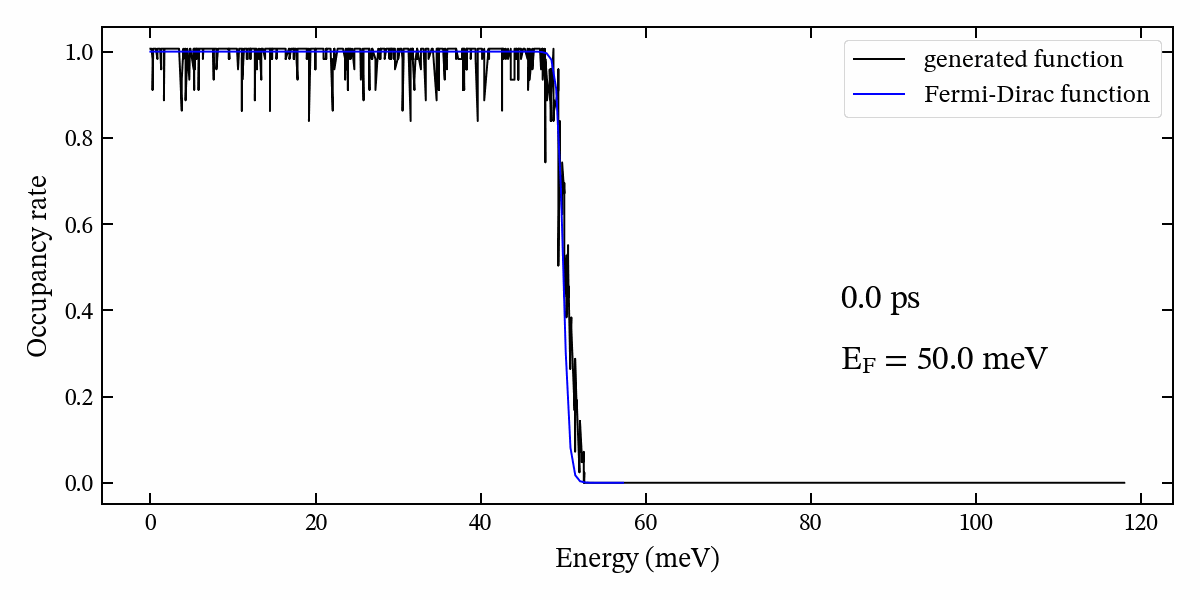 generated function
Fermi-Dirac function
1.0
0.8
0.6
0.4
0.2
0.0
Occupancy rate
0.0 ps
E_F = 50.0 meV
0 20 40 60 80 100 120
Energy (meV)